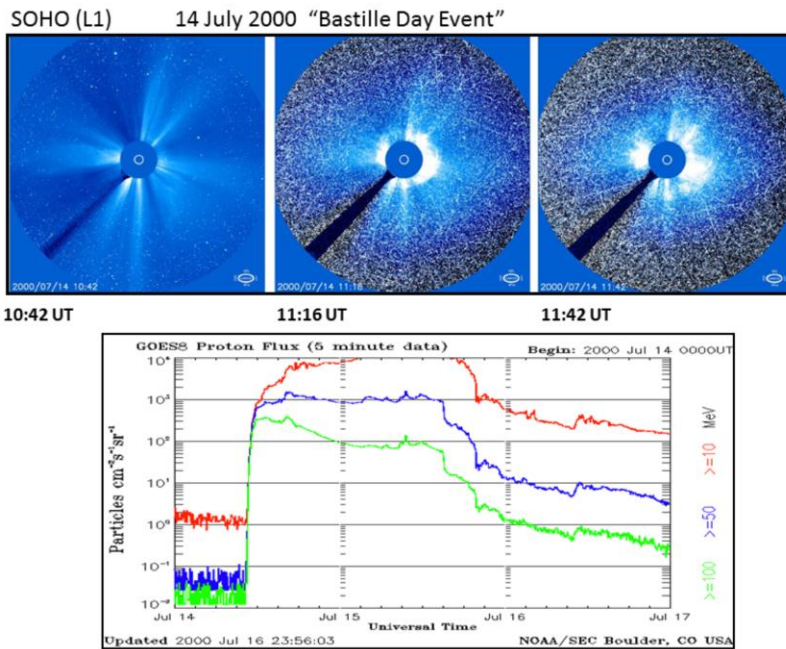 SOHO (L1) 14 July 2000 “Bastille Day Event”
2000/07/14 10:42
2000/07/14 11:16
2000/07/14 11:42
10:42 UT 11:16 UT 11:42 UT
GOES8 Proton Flux (5 minute data) Begin: 2000 Jul 14 0000UT
Particles cm⁻²s⁻¹sr⁻¹
10⁴
10³
10²
10¹
10⁰
10⁻¹
10⁻²
Jul 14 Jul 15 Jul 16 Jul 17
Universal Time
MeV
>=10
>=50
>=100
Updated 2000 Jul 16 23:56:03 NOAA/SEC Boulder, CO USA